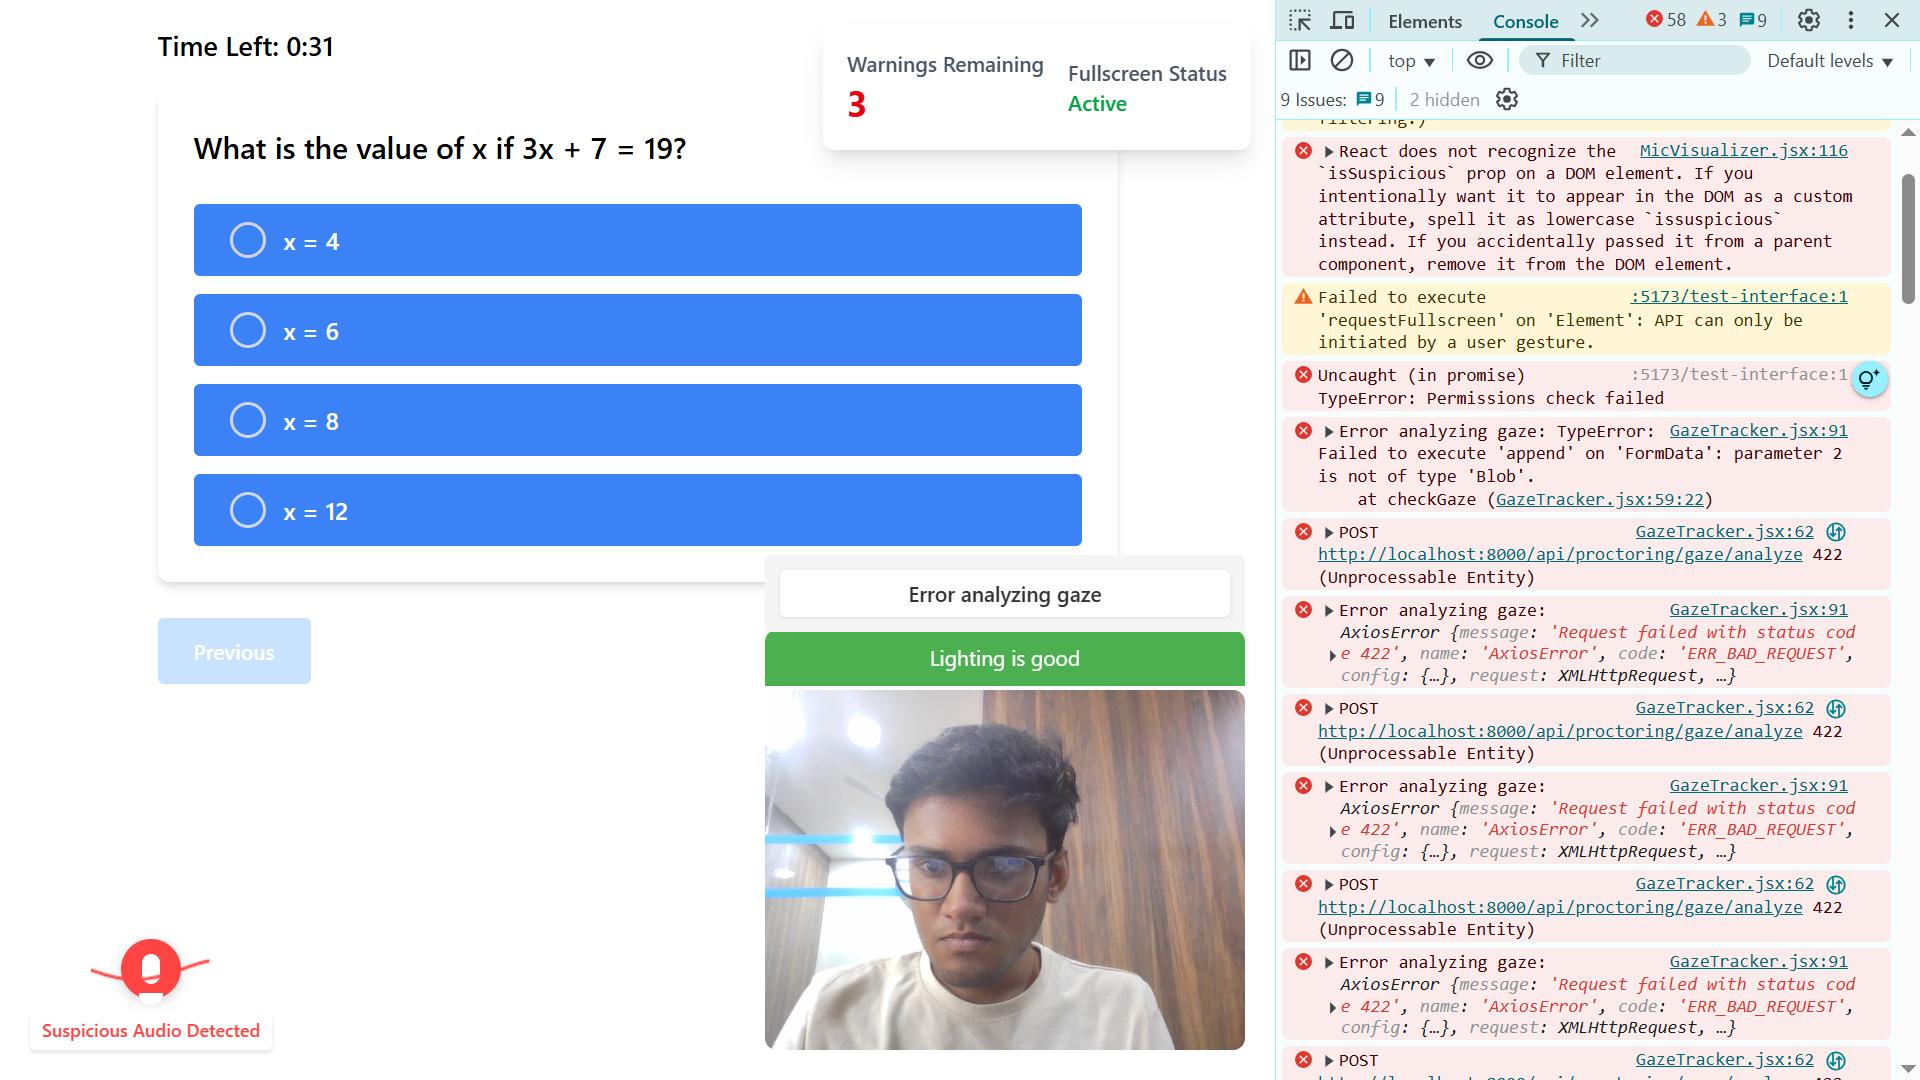 Time Left: 0:31
Warnings Remaining
3
Fullscreen Status
Active
What is the value of x if 3x + 7 = 19?
x = 4
x = 6
x = 8
x = 12
Previous
Error analyzing gaze
Lighting is good
Suspicious Audio Detected
Elements Console 58 3 9
top Filter Default levels
9 Issues: 9 2 hidden
filtering.)
React does not recognize the MicVisualizer.jsx:116
`isSuspicious` prop on a DOM element. If you
intentionally want it to appear in the DOM as a custom
attribute, spell it as lowercase `issuspicious`
instead. If you accidentally passed it from a parent
component, remove it from the DOM element.
Failed to execute :5173/test-interface:1
'requestFullscreen' on 'Element': API can only be
initiated by a user gesture.
Uncaught (in promise) :5173/test-interface:1
TypeError: Permissions check failed
Error analyzing gaze: TypeError: GazeTracker.jsx:91
Failed to execute 'append' on 'FormData': parameter 2
is not of type 'Blob'.
at checkGaze (GazeTracker.jsx:59:22)
POST GazeTracker.jsx:62
http://localhost:8000/api/proctoring/gaze/analyze 422
(Unprocessable Entity)
Error analyzing gaze: GazeTracker.jsx:91
AxiosError {message: 'Request failed with status cod
e 422', name: 'AxiosError', code: 'ERR_BAD_REQUEST',
config: {…}, request: XMLHttpRequest, …}
POST GazeTracker.jsx:62
http://localhost:8000/api/proctoring/gaze/analyze 422
(Unprocessable Entity)
Error analyzing gaze: GazeTracker.jsx:91
AxiosError {message: 'Request failed with status cod
e 422', name: 'AxiosError', code: 'ERR_BAD_REQUEST',
config: {…}, request: XMLHttpRequest, …}
POST GazeTracker.jsx:62
http://localhost:8000/api/proctoring/gaze/analyze 422
(Unprocessable Entity)
Error analyzing gaze: GazeTracker.jsx:91
AxiosError {message: 'Request failed with status cod
e 422', name: 'AxiosError', code: 'ERR_BAD_REQUEST',
config: {…}, request: XMLHttpRequest, …}
POST GazeTracker.jsx:62